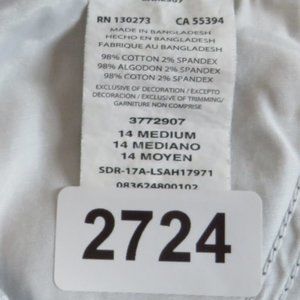 RN 130273 CA 55394
MADE IN BANGLADESH
HECHO EN BANGLADESH
FABRIQUE AU BANGLADESH
98% COTTON 2% SPANDEX
98% ALGODON 2% SPANDEX
98% COTON 2% SPANDEX
EXCLUSIVE OF DECORATION / EXCEPTO
DECORACION / EXCLUSIVE OF TRIMMING/
GARNITURE NON COMPRISE
3772907
14 MEDIUM
14 MEDIANO
14 MOYEN
SDR-17A-LSAH17971
083624800102
2724